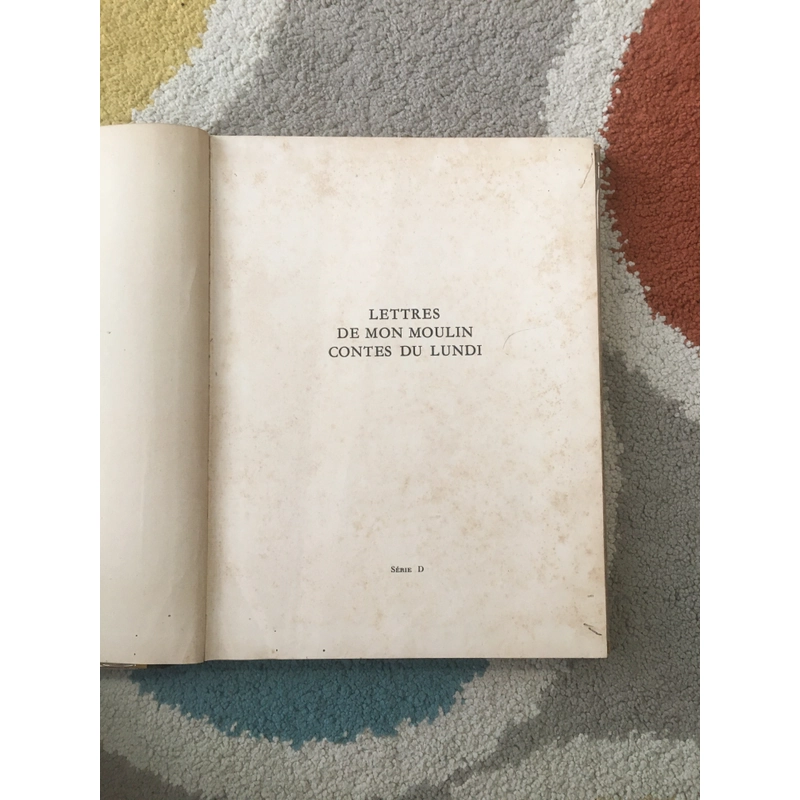 LETTRES
DE MON MOULIN
CONTES DU LUNDI
Série D